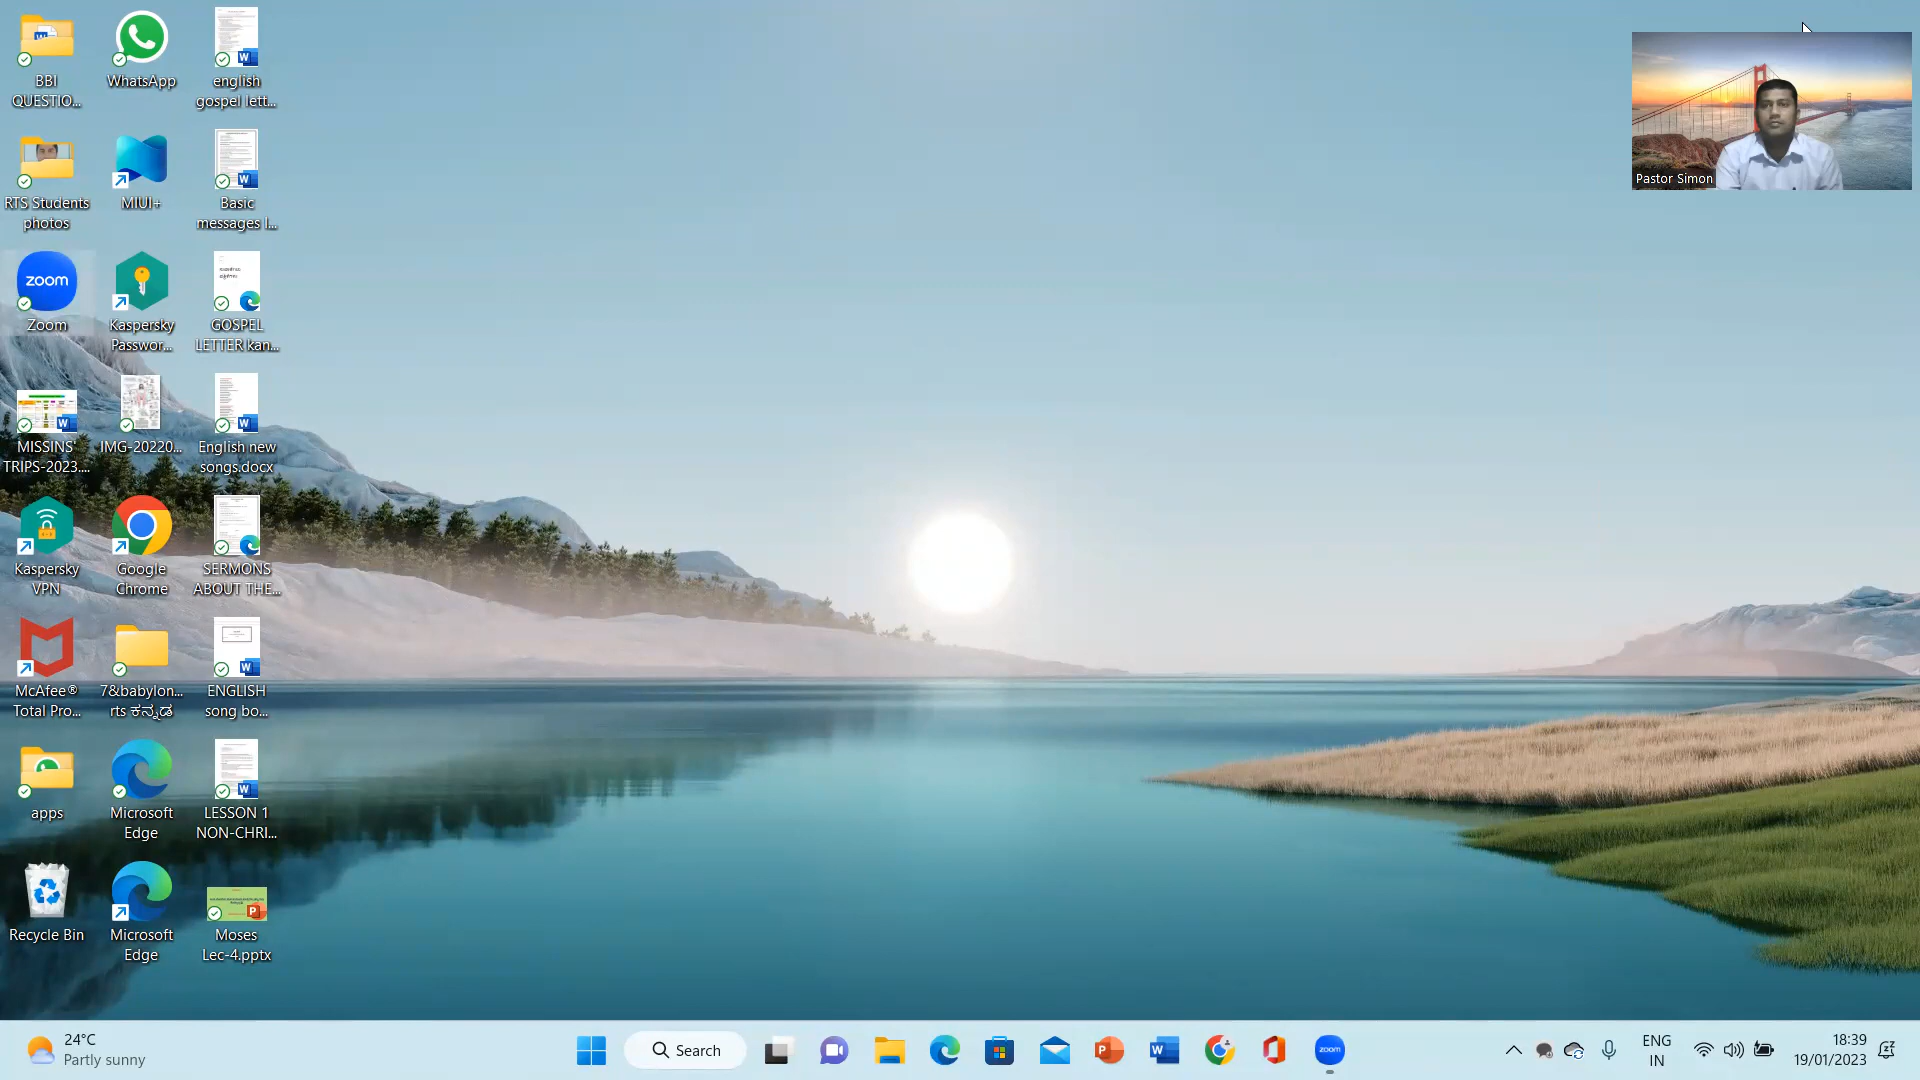 BBI
QUESTIO...
WhatsApp
english
gospel lett...
RTS Students
photos
MIUI+
Basic
messages I...
zoom
Zoom
Kaspersky
Passwor...
GOSPEL
LETTER kan...
MISSINS'
TRIPS-2023....
IMG-20220...
English new
songs.docx
Kaspersky
VPN
Google
Chrome
SERMONS
ABOUT THE...
McAfee®
Total Pro...
7&babylon...
rts ಕನ್ನಡ
ENGLISH
song bo...
apps
Microsoft
Edge
LESSON 1
NON-CHRI...
Recycle Bin
Microsoft
Edge
Moses
Lec-4.pptx
Pastor Simon
24°C
Partly sunny
Search
zoom
ENG
IN
18:39
19/01/2023